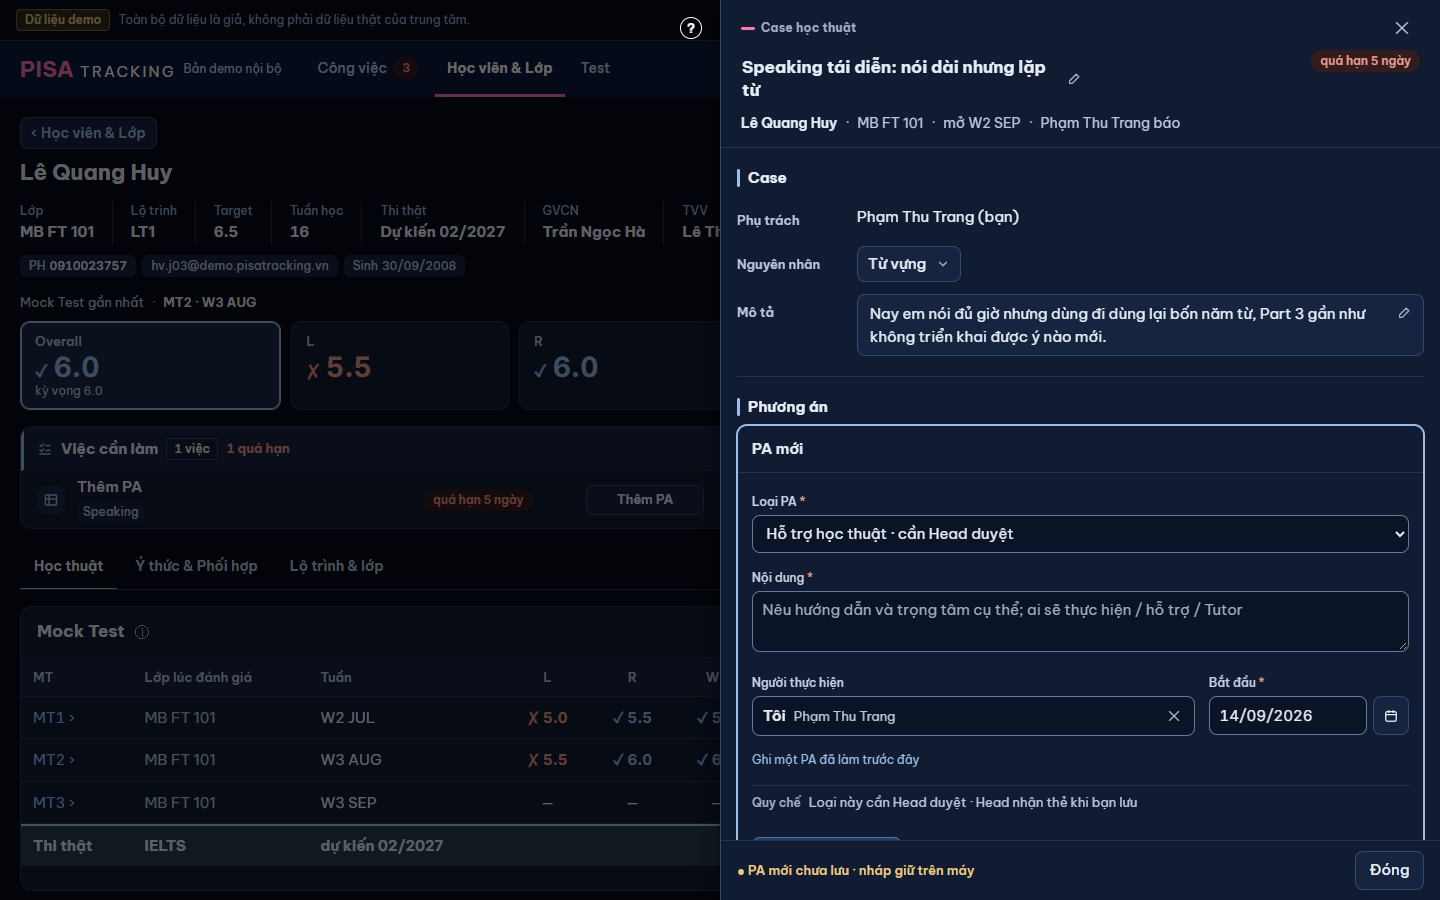 Dữ liệu demo Toàn bộ dữ liệu là giả, không phải dữ liệu thật của trung tâm.
?
PISA TRACKING Bản demo nội bộ Công việc 3 Học viên & Lớp Test
‹ Học viên & Lớp
Lê Quang Huy
Lớp Lộ trình Target Tuần học Thi thật GVCN TVV
MB FT 101 LT1 6.5 16 Dự kiến 02/2027 Trần Ngọc Hà Lê Th
PH 0910023757 hv.j03@demo.pisatracking.vn Sinh 30/09/2008
Mock Test gần nhất · MT2 · W3 AUG
Overall L R
✓ 6.0 ✗ 5.5 ✓ 6.0
kỳ vọng 6.0
Việc cần làm 1 việc 1 quá hạn
Thêm PA
Speaking
quá hạn 5 ngày Thêm PA
Học thuật Ý thức & Phối hợp Lộ trình & lớp
Mock Test
MT Lớp lúc đánh giá Tuần L R W
MT1 › MB FT 101 W2 JUL ✗ 5.0 ✓ 5.5 ✓ 5
MT2 › MB FT 101 W3 AUG ✗ 5.5 ✓ 6.0 ✓ 6
MT3 › MB FT 101 W3 SEP – – –
Thi thật IELTS dự kiến 02/2027
Case học thuật
Speaking tái diễn: nói dài nhưng lặp
từ
quá hạn 5 ngày
Lê Quang Huy · MB FT 101 · mở W2 SEP · Phạm Thu Trang báo
Case
Phụ trách Phạm Thu Trang (bạn)
Nguyên nhân Từ vựng
Mô tả Nay em nói đủ giờ nhưng dùng đi dùng lại bốn năm từ, Part 3 gần như
không triển khai được ý nào mới.
Phương án
PA mới
Loại PA *
Hỗ trợ học thuật · cần Head duyệt
Nội dung *
Nêu hướng dẫn và trọng tâm cụ thể; ai sẽ thực hiện / hỗ trợ / Tutor
Người thực hiện Bắt đầu *
Tôi Phạm Thu Trang 14/09/2026
Ghi một PA đã làm trước đây
Quy chế Loại này cần Head duyệt · Head nhận thẻ khi bạn lưu
PA mới chưa lưu · nháp giữ trên máy Đóng